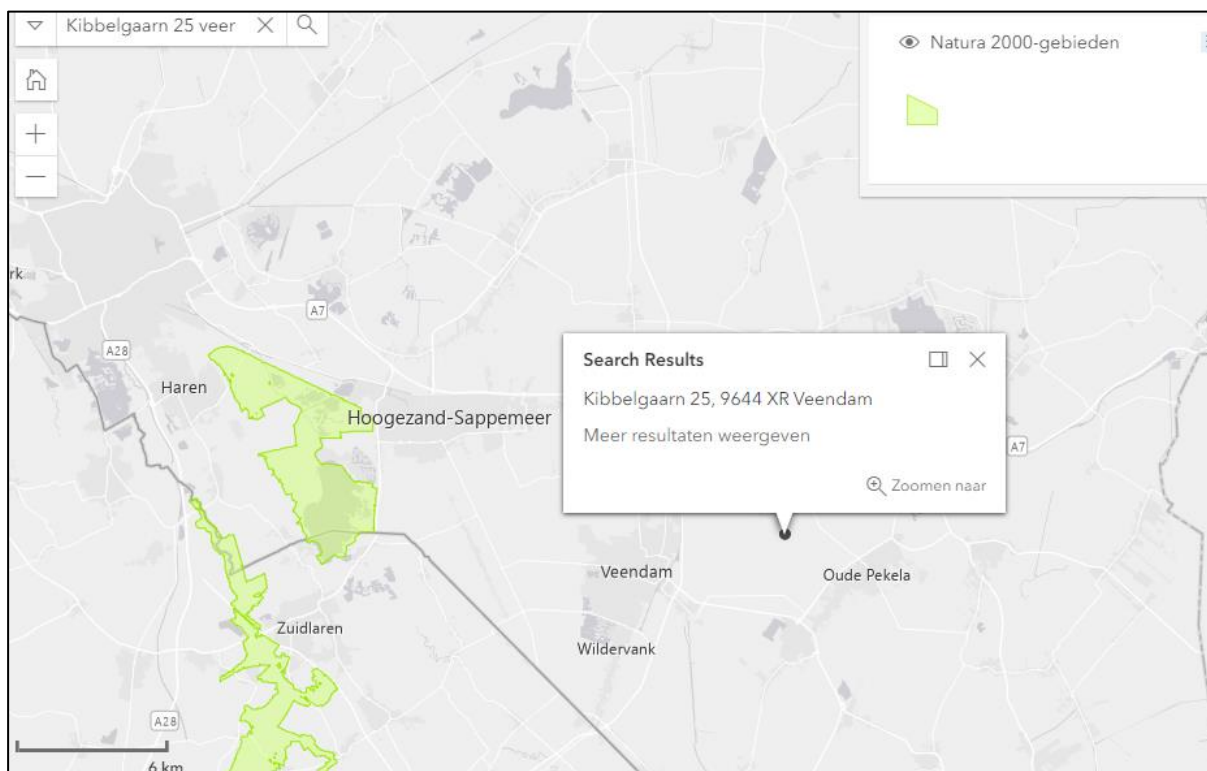 Kibbelgaarn 25 veer
Natura 2000-gebieden
A7
A28
Haren
Hoogezand-Sappemeer
Search Results
Kibbelgaarn 25, 9644 XR Veendam
Meer resultaten weergeven
Zoomen naar
A7
Veendam
Oude Pekela
Zuidlaren
Wildervank
A28
6 km